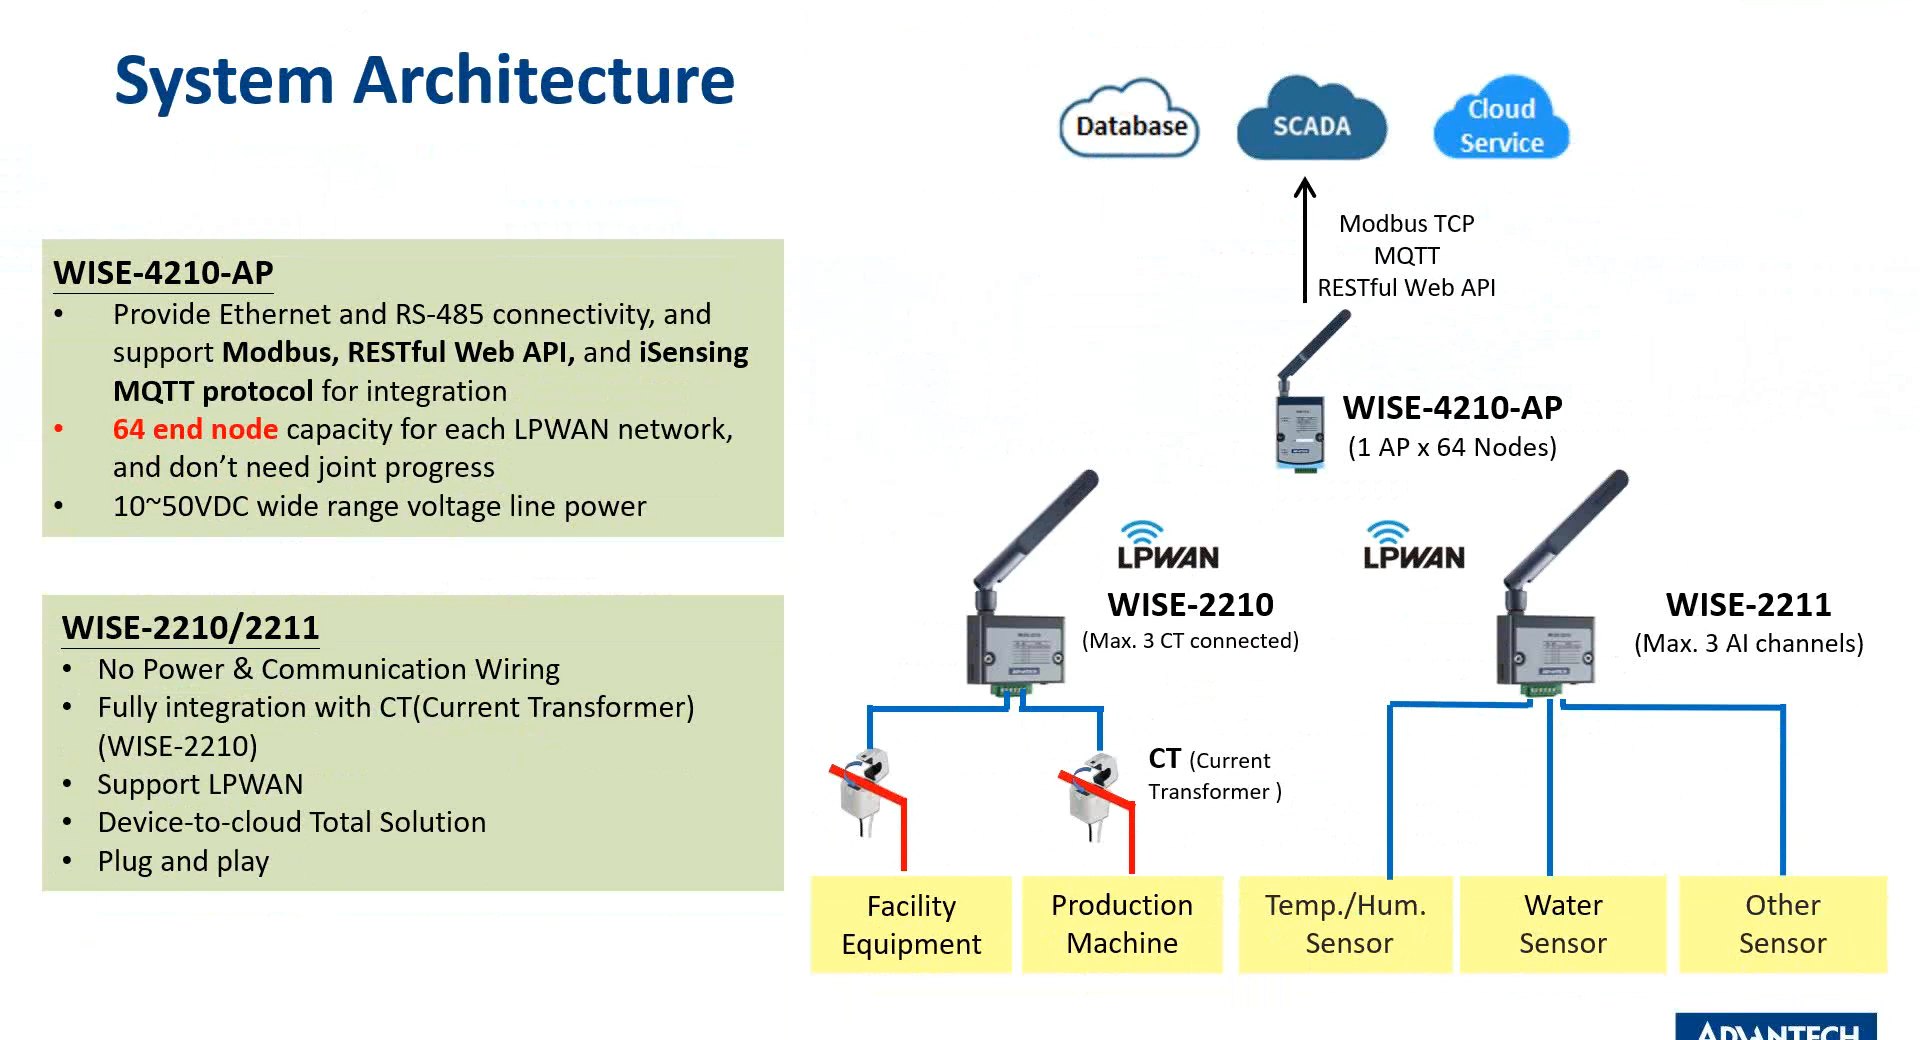 System Architecture
WISE-4210-AP
• Provide Ethernet and RS-485 connectivity, and
support Modbus, RESTful Web API, and iSensing
MQTT protocol for integration
• 64 end node capacity for each LPWAN network,
and don't need joint progress
• 10~50VDC wide range voltage line power
WISE-2210/2211
• No Power & Communication Wiring
• Fully integration with CT(Current Transformer)
(WISE-2210)
• Support LPWAN
• Device-to-cloud Total Solution
• Plug and play
Database
SCADA
Cloud
Service
Modbus TCP
MQTT
RESTful Web API
WISE-4210-AP
(1 AP x 64 Nodes)
LPWAN
LPWAN
WISE-2210
(Max. 3 CT connected)
WISE-2211
(Max. 3 AI channels)
CT (Current
Transformer )
Facility
Equipment
Production
Machine
Temp./Hum.
Sensor
Water
Sensor
Other
Sensor
ADVANTECH